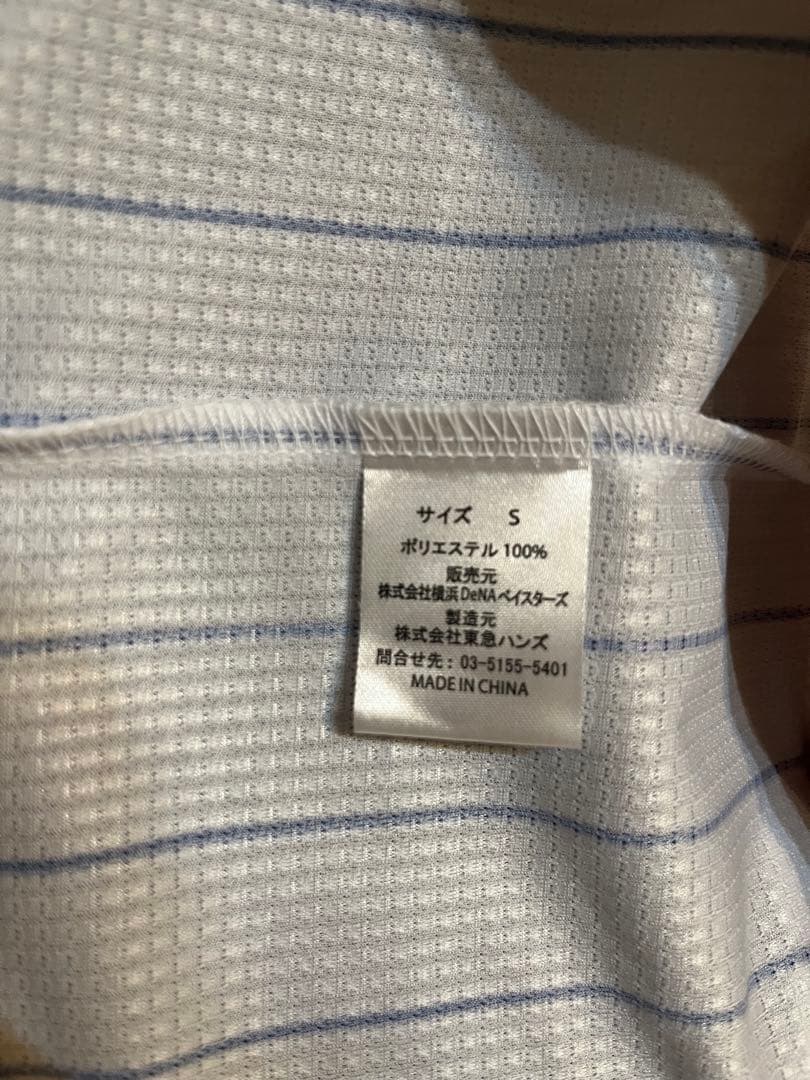 サイズ S
ポリエステル 100%
販売元
株式会社横浜DeNAベイスターズ
製造元
株式会社東急ハンズ
問合せ先：03-5155-5401
MADE IN CHINA